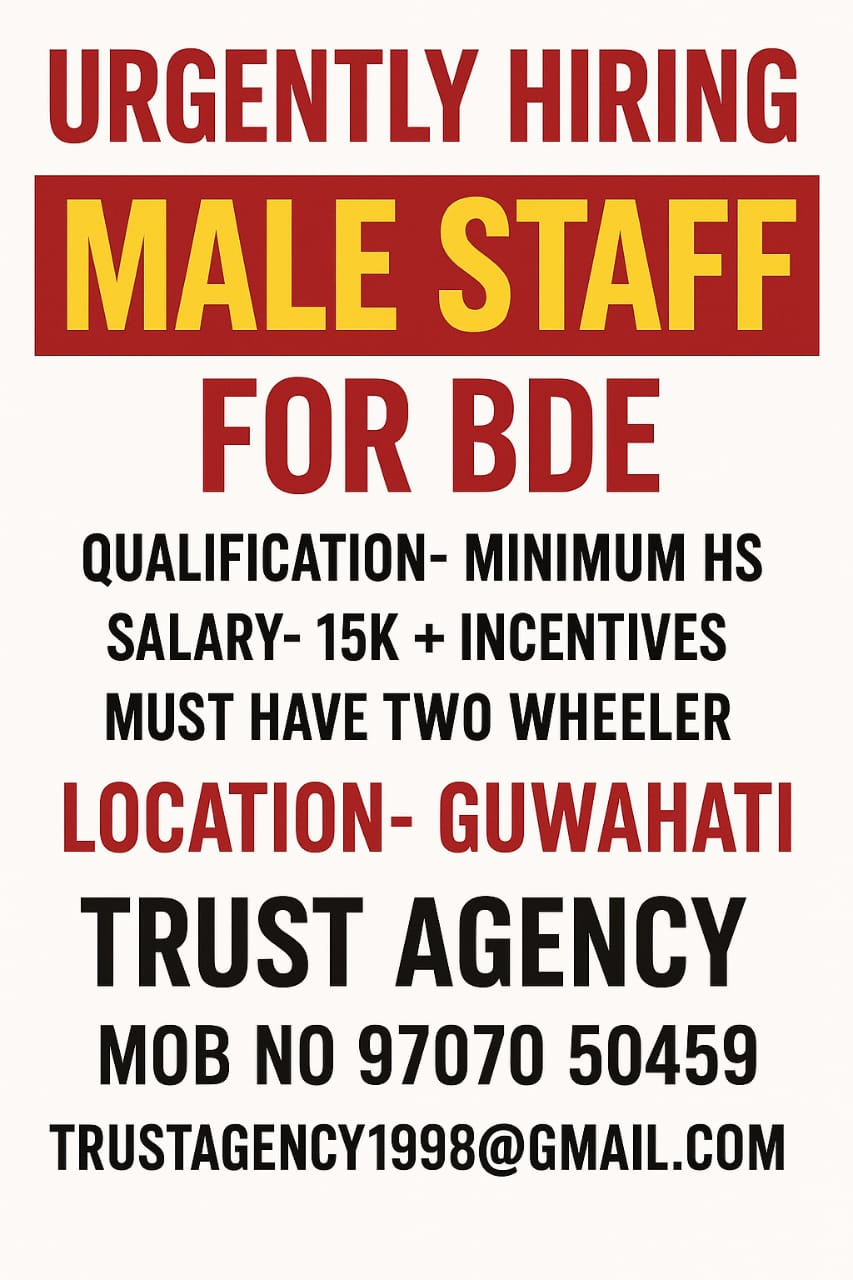 URGENTLY HIRING
MALE STAFF
FOR BDE
QUALIFICATION- MINIMUM HS
SALARY- 15K + INCENTIVES
MUST HAVE TWO WHEELER
LOCATION- GUWAHATI
TRUST AGENCY
MOB NO 97070 50459
TRUSTAGENCY1998@GMAIL.COM